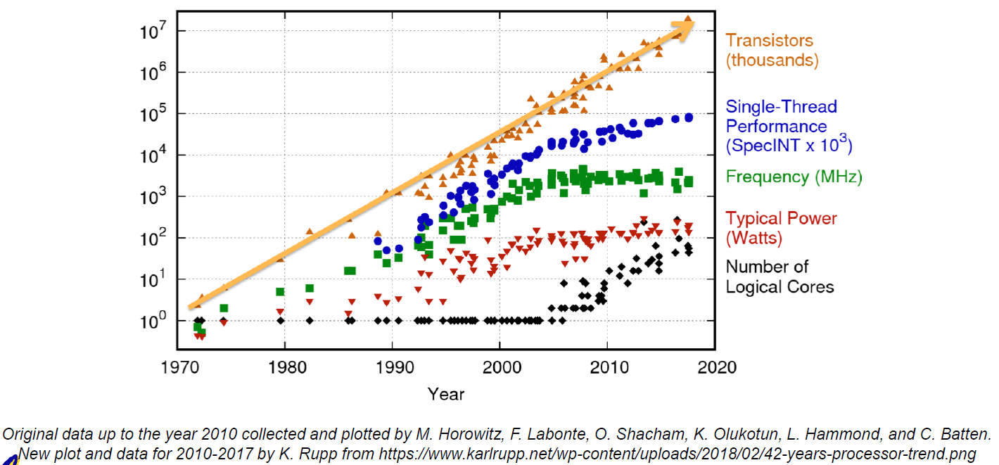 10^7
10^6
10^5
10^4
10^3
10^2
10^1
10^0
1970 1980 1990 2000 2010 2020
Year
Transistors
(thousands)
Single-Thread
Performance
(SpecINT x 10^3)
Frequency (MHz)
Typical Power
(Watts)
Number of
Logical Cores
Original data up to the year 2010 collected and plotted by M. Horowitz, F. Labonte, O. Shacham, K. Olukotun, L. Hammond, and C. Batten.
New plot and data for 2010-2017 by K. Rupp from https://www.karlrupp.net/wp-content/uploads/2018/02/42-years-processor-trend.png